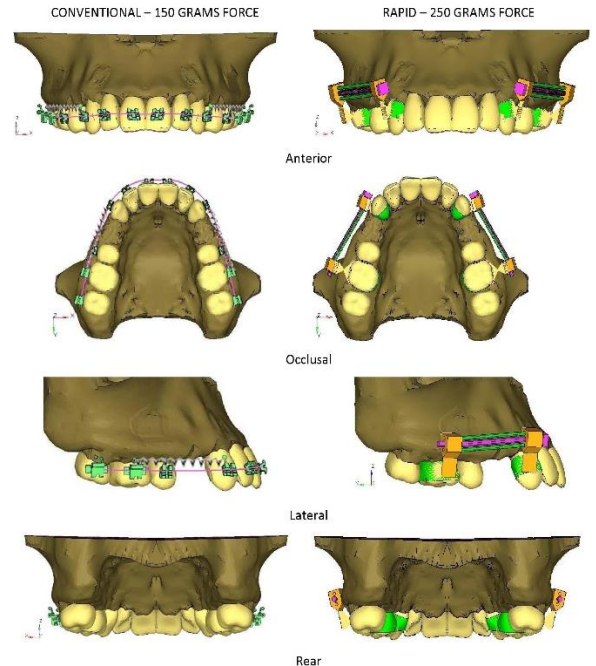 CONVENTIONAL – 150 GRAMS FORCE
RAPID – 250 GRAMS FORCE
Anterior
Occlusal
Lateral
Rear